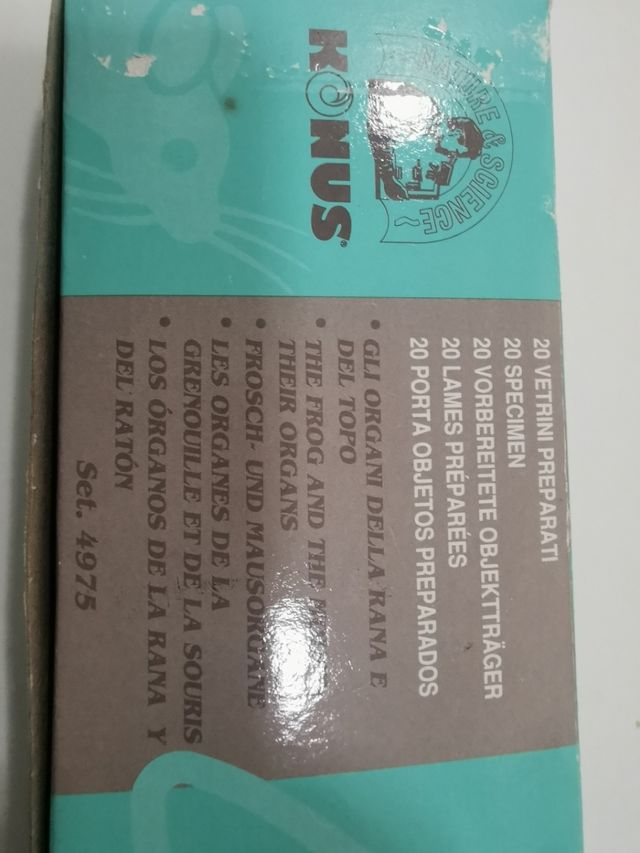 ~ NATURE & SCIENCE ~
KONUS®
20 VETRINI PREPARATI
20 SPECIMEN
20 VORBEREITETE OBJEKTTRÄGER
20 LAMES PRÉPARÉES
20 PORTA OBJETOS PREPARADOS
• GLI ORGANI DELLA RANA E
DEL TOPO
• THE FROG AND THE
THEIR ORGANS
• FROSCH- UND MAUSORGANE
• LES ORGANES DE LA
GRENOUILLE ET DE LA SOURIS
• LOS ÓRGANOS DE LA RANA Y
DEL RATÓN
Set. 4975